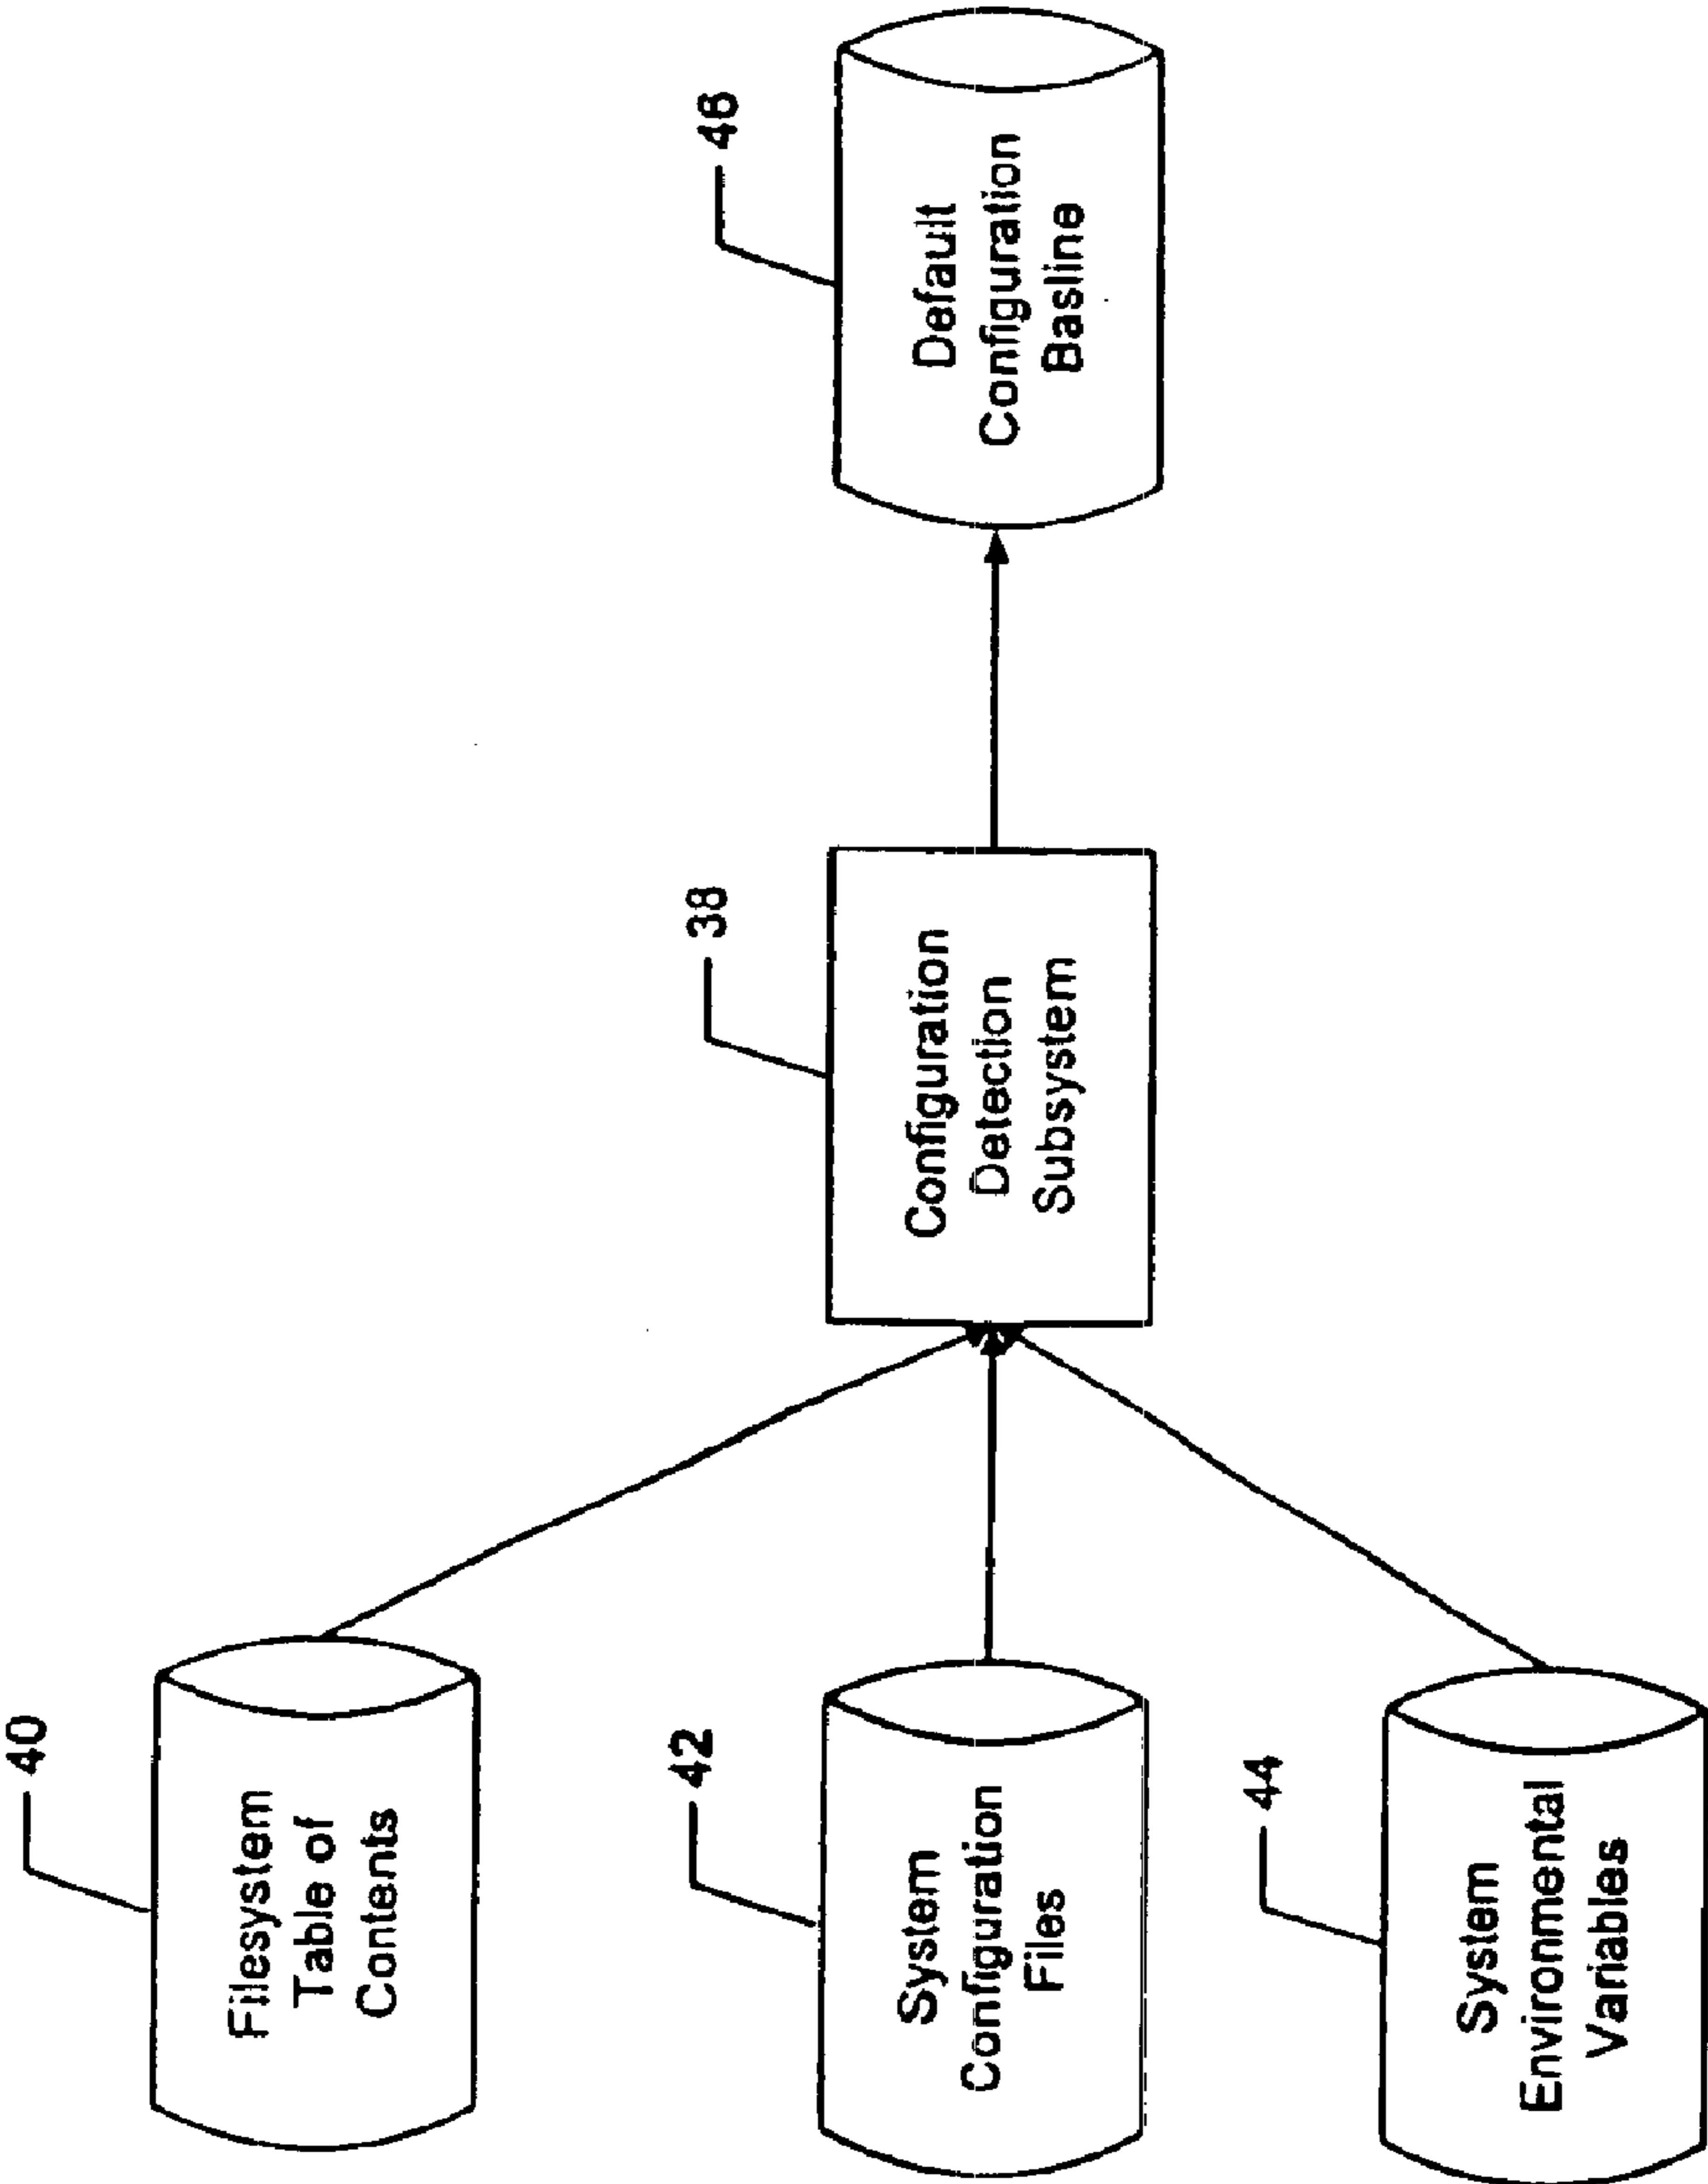 40
Filesystem
Table of
Contents
42
System
Configuration
Files
44
System
Environmental
Variables
38
Configuration
Detection
Subsystem
46
Default
Configuration
Basline